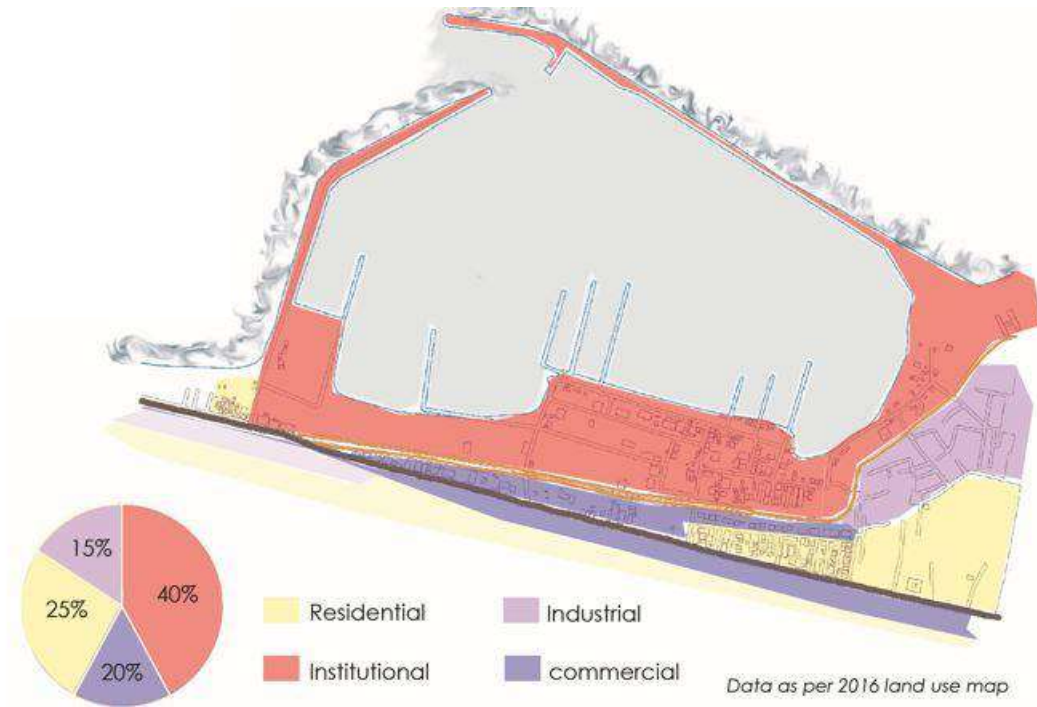 15%
40%
25%
20%
Residential
Industrial
Institutional
commercial
Data as per 2016 land use map